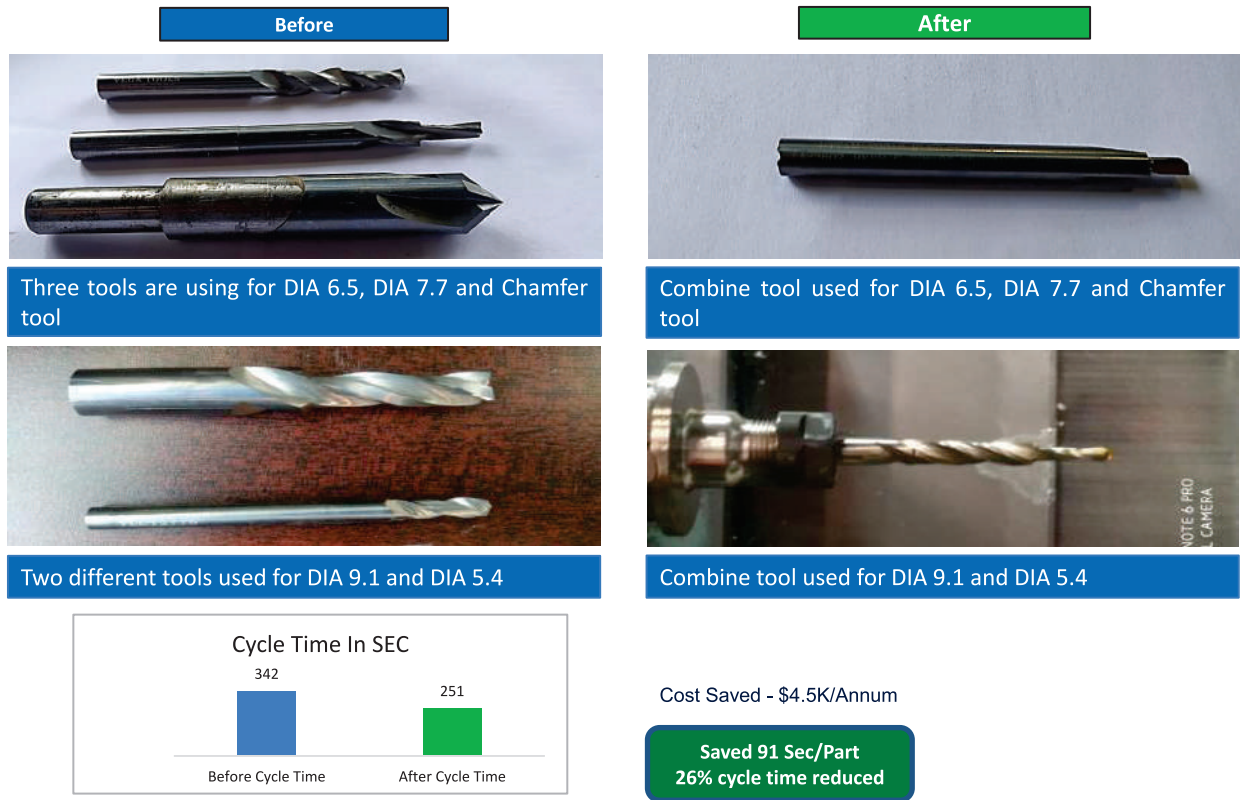 Before
After
Three tools are using for DIA 6.5, DIA 7.7 and Chamfer
tool
Combine tool used for DIA 6.5, DIA 7.7 and Chamfer
tool
NOTE 6 PRO
CAMERA
Two different tools used for DIA 9.1 and DIA 5.4
Combine tool used for DIA 9.1 and DIA 5.4
Cycle Time In SEC
342
251
Before Cycle Time
After Cycle Time
Cost Saved - $4.5K/Annum
Saved 91 Sec/Part
26% cycle time reduced